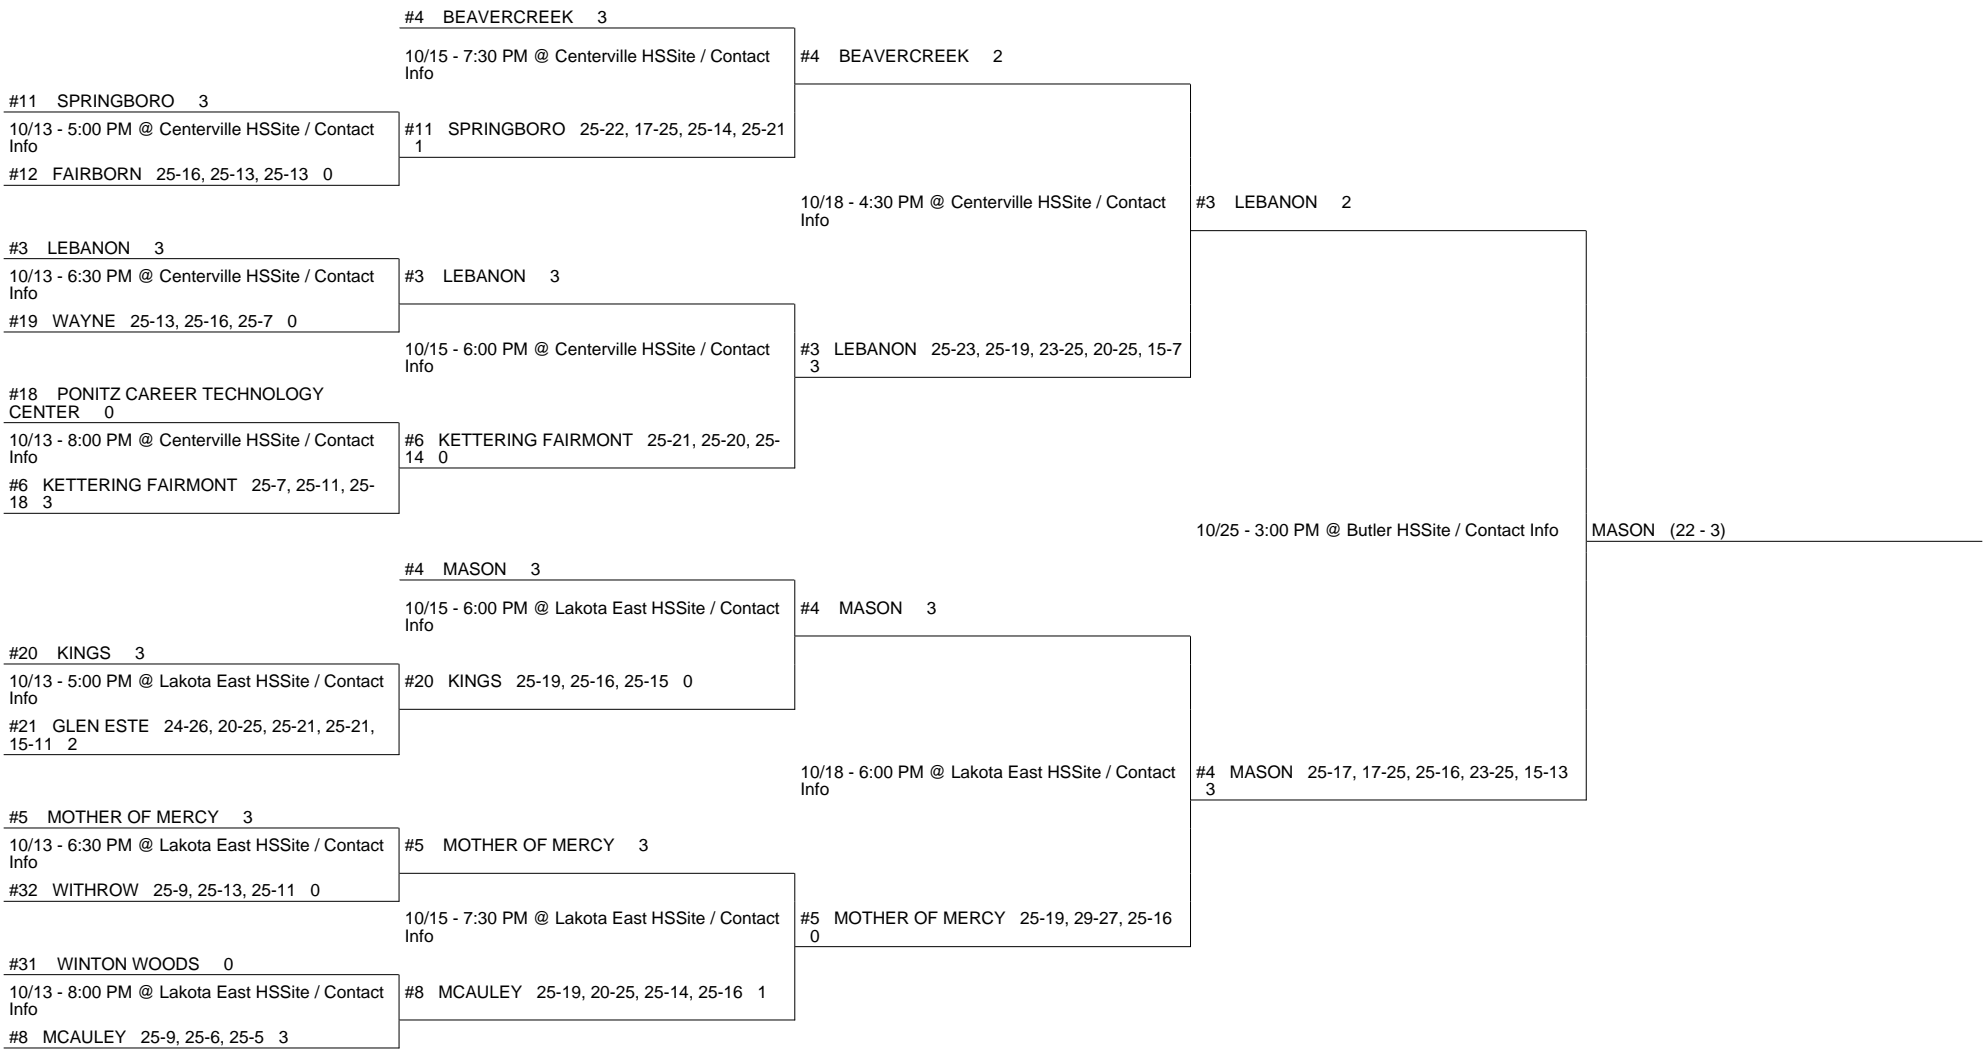 #4 BEAVERCREEK 3
10/15 - 7:30 PM @ Centerville HSSite / Contact
Info
#4 BEAVERCREEK 2
#11 SPRINGBORO 3
10/13 - 5:00 PM @ Centerville HSSite / Contact
Info
#11 SPRINGBORO 25-22, 17-25, 25-14, 25-21
1
#12 FAIRBORN 25-16, 25-13, 25-13 0
10/18 - 4:30 PM @ Centerville HSSite / Contact
Info
#3 LEBANON 2
#3 LEBANON 3
10/13 - 6:30 PM @ Centerville HSSite / Contact
Info
#3 LEBANON 3
#19 WAYNE 25-13, 25-16, 25-7 0
10/15 - 6:00 PM @ Centerville HSSite / Contact
Info
#3 LEBANON 25-23, 25-19, 23-25, 20-25, 15-7
3
#18 PONITZ CAREER TECHNOLOGY
CENTER 0
10/13 - 8:00 PM @ Centerville HSSite / Contact
Info
#6 KETTERING FAIRMONT 25-21, 25-20, 25-
14 0
#6 KETTERING FAIRMONT 25-7, 25-11, 25-
18 3
10/25 - 3:00 PM @ Butler HSSite / Contact Info
MASON (22 - 3)
#4 MASON 3
10/15 - 6:00 PM @ Lakota East HSSite / Contact
Info
#4 MASON 3
#20 KINGS 3
10/13 - 5:00 PM @ Lakota East HSSite / Contact
Info
#20 KINGS 25-19, 25-16, 25-15 0
#21 GLEN ESTE 24-26, 20-25, 25-21, 25-21,
15-11 2
10/18 - 6:00 PM @ Lakota East HSSite / Contact
Info
#4 MASON 25-17, 17-25, 25-16, 23-25, 15-13
3
#5 MOTHER OF MERCY 3
10/13 - 6:30 PM @ Lakota East HSSite / Contact
Info
#5 MOTHER OF MERCY 3
#32 WITHROW 25-9, 25-13, 25-11 0
10/15 - 7:30 PM @ Lakota East HSSite / Contact
Info
#5 MOTHER OF MERCY 25-19, 29-27, 25-16
0
#31 WINTON WOODS 0
10/13 - 8:00 PM @ Lakota East HSSite / Contact
Info
#8 MCAULEY 25-19, 20-25, 25-14, 25-16 1
#8 MCAULEY 25-9, 25-6, 25-5 3